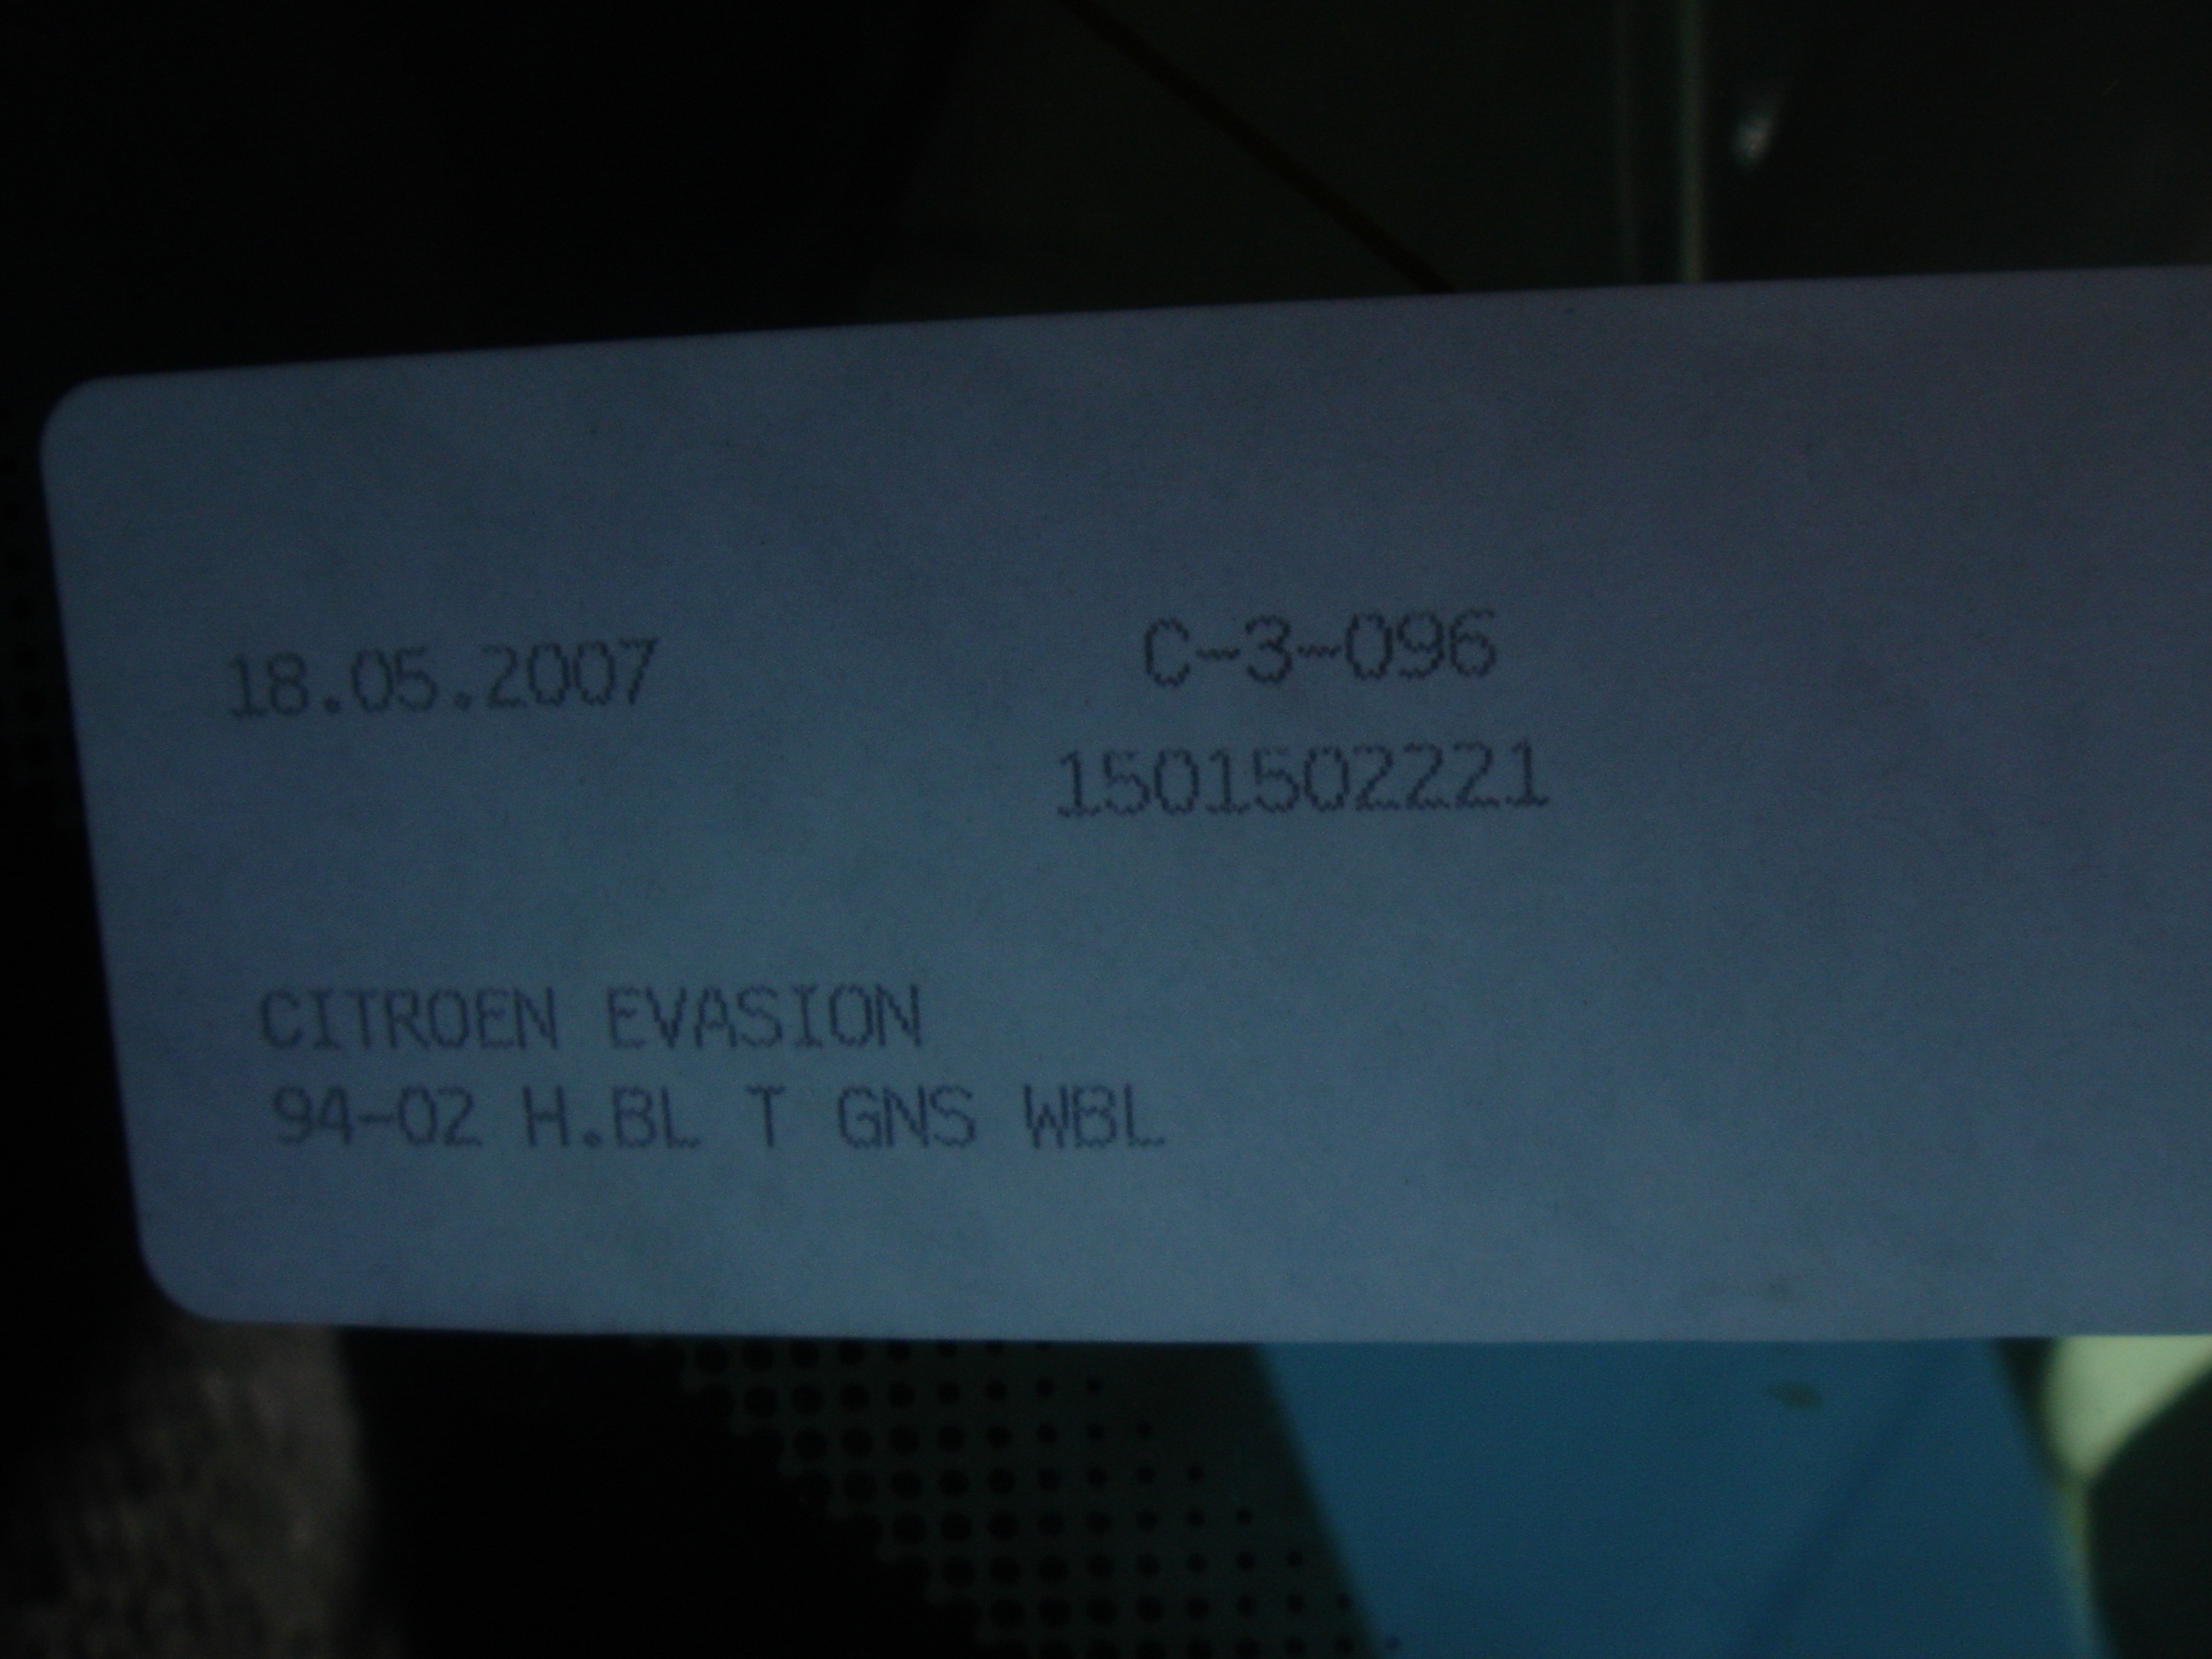 18.05.2007 C-3-096
1501502221
CITROEN EVASION
94-02 H.BL T GNS WBL